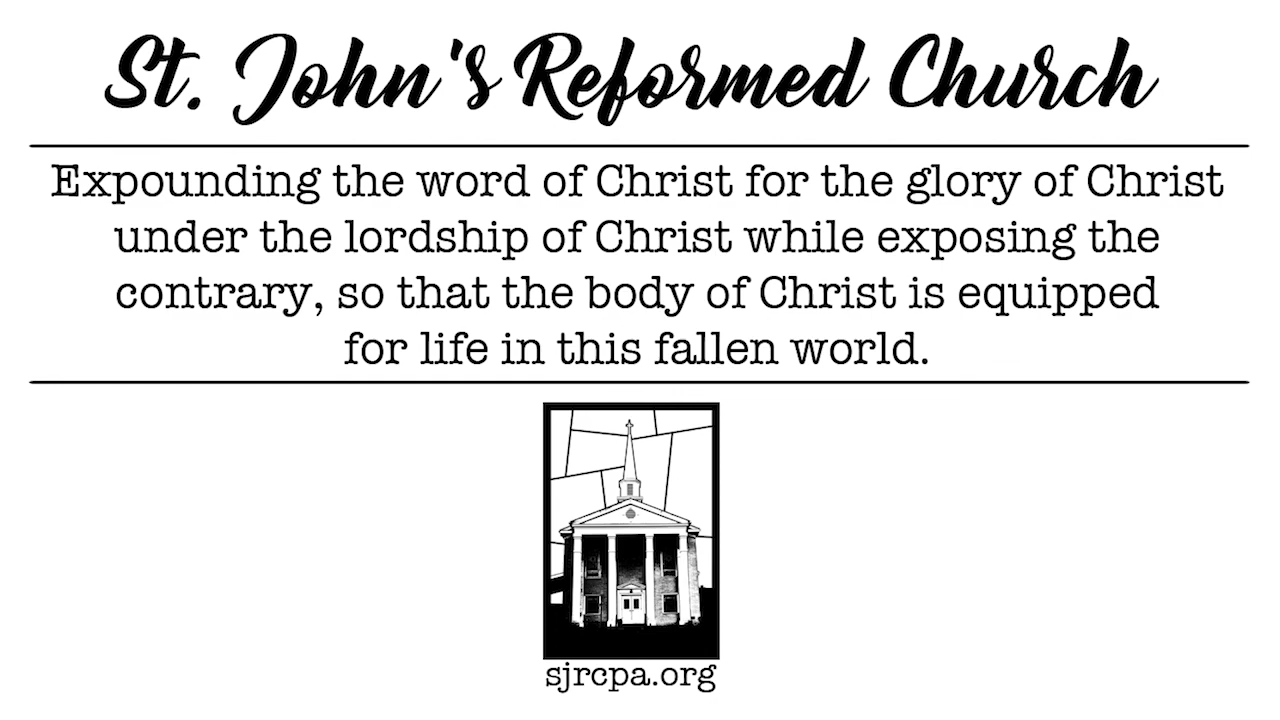 St. John's Reformed Church
Expounding the word of Christ for the glory of Christ
under the lordship of Christ while exposing the
contrary, so that the body of Christ is equipped
for life in this fallen world.
sjrcpa.org